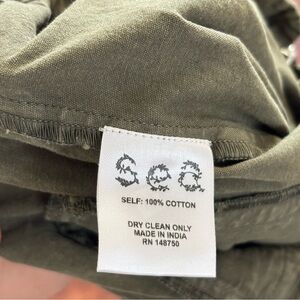 Sea
SELF: 100% COTTON
DRY CLEAN ONLY
MADE IN INDIA
RN 148750